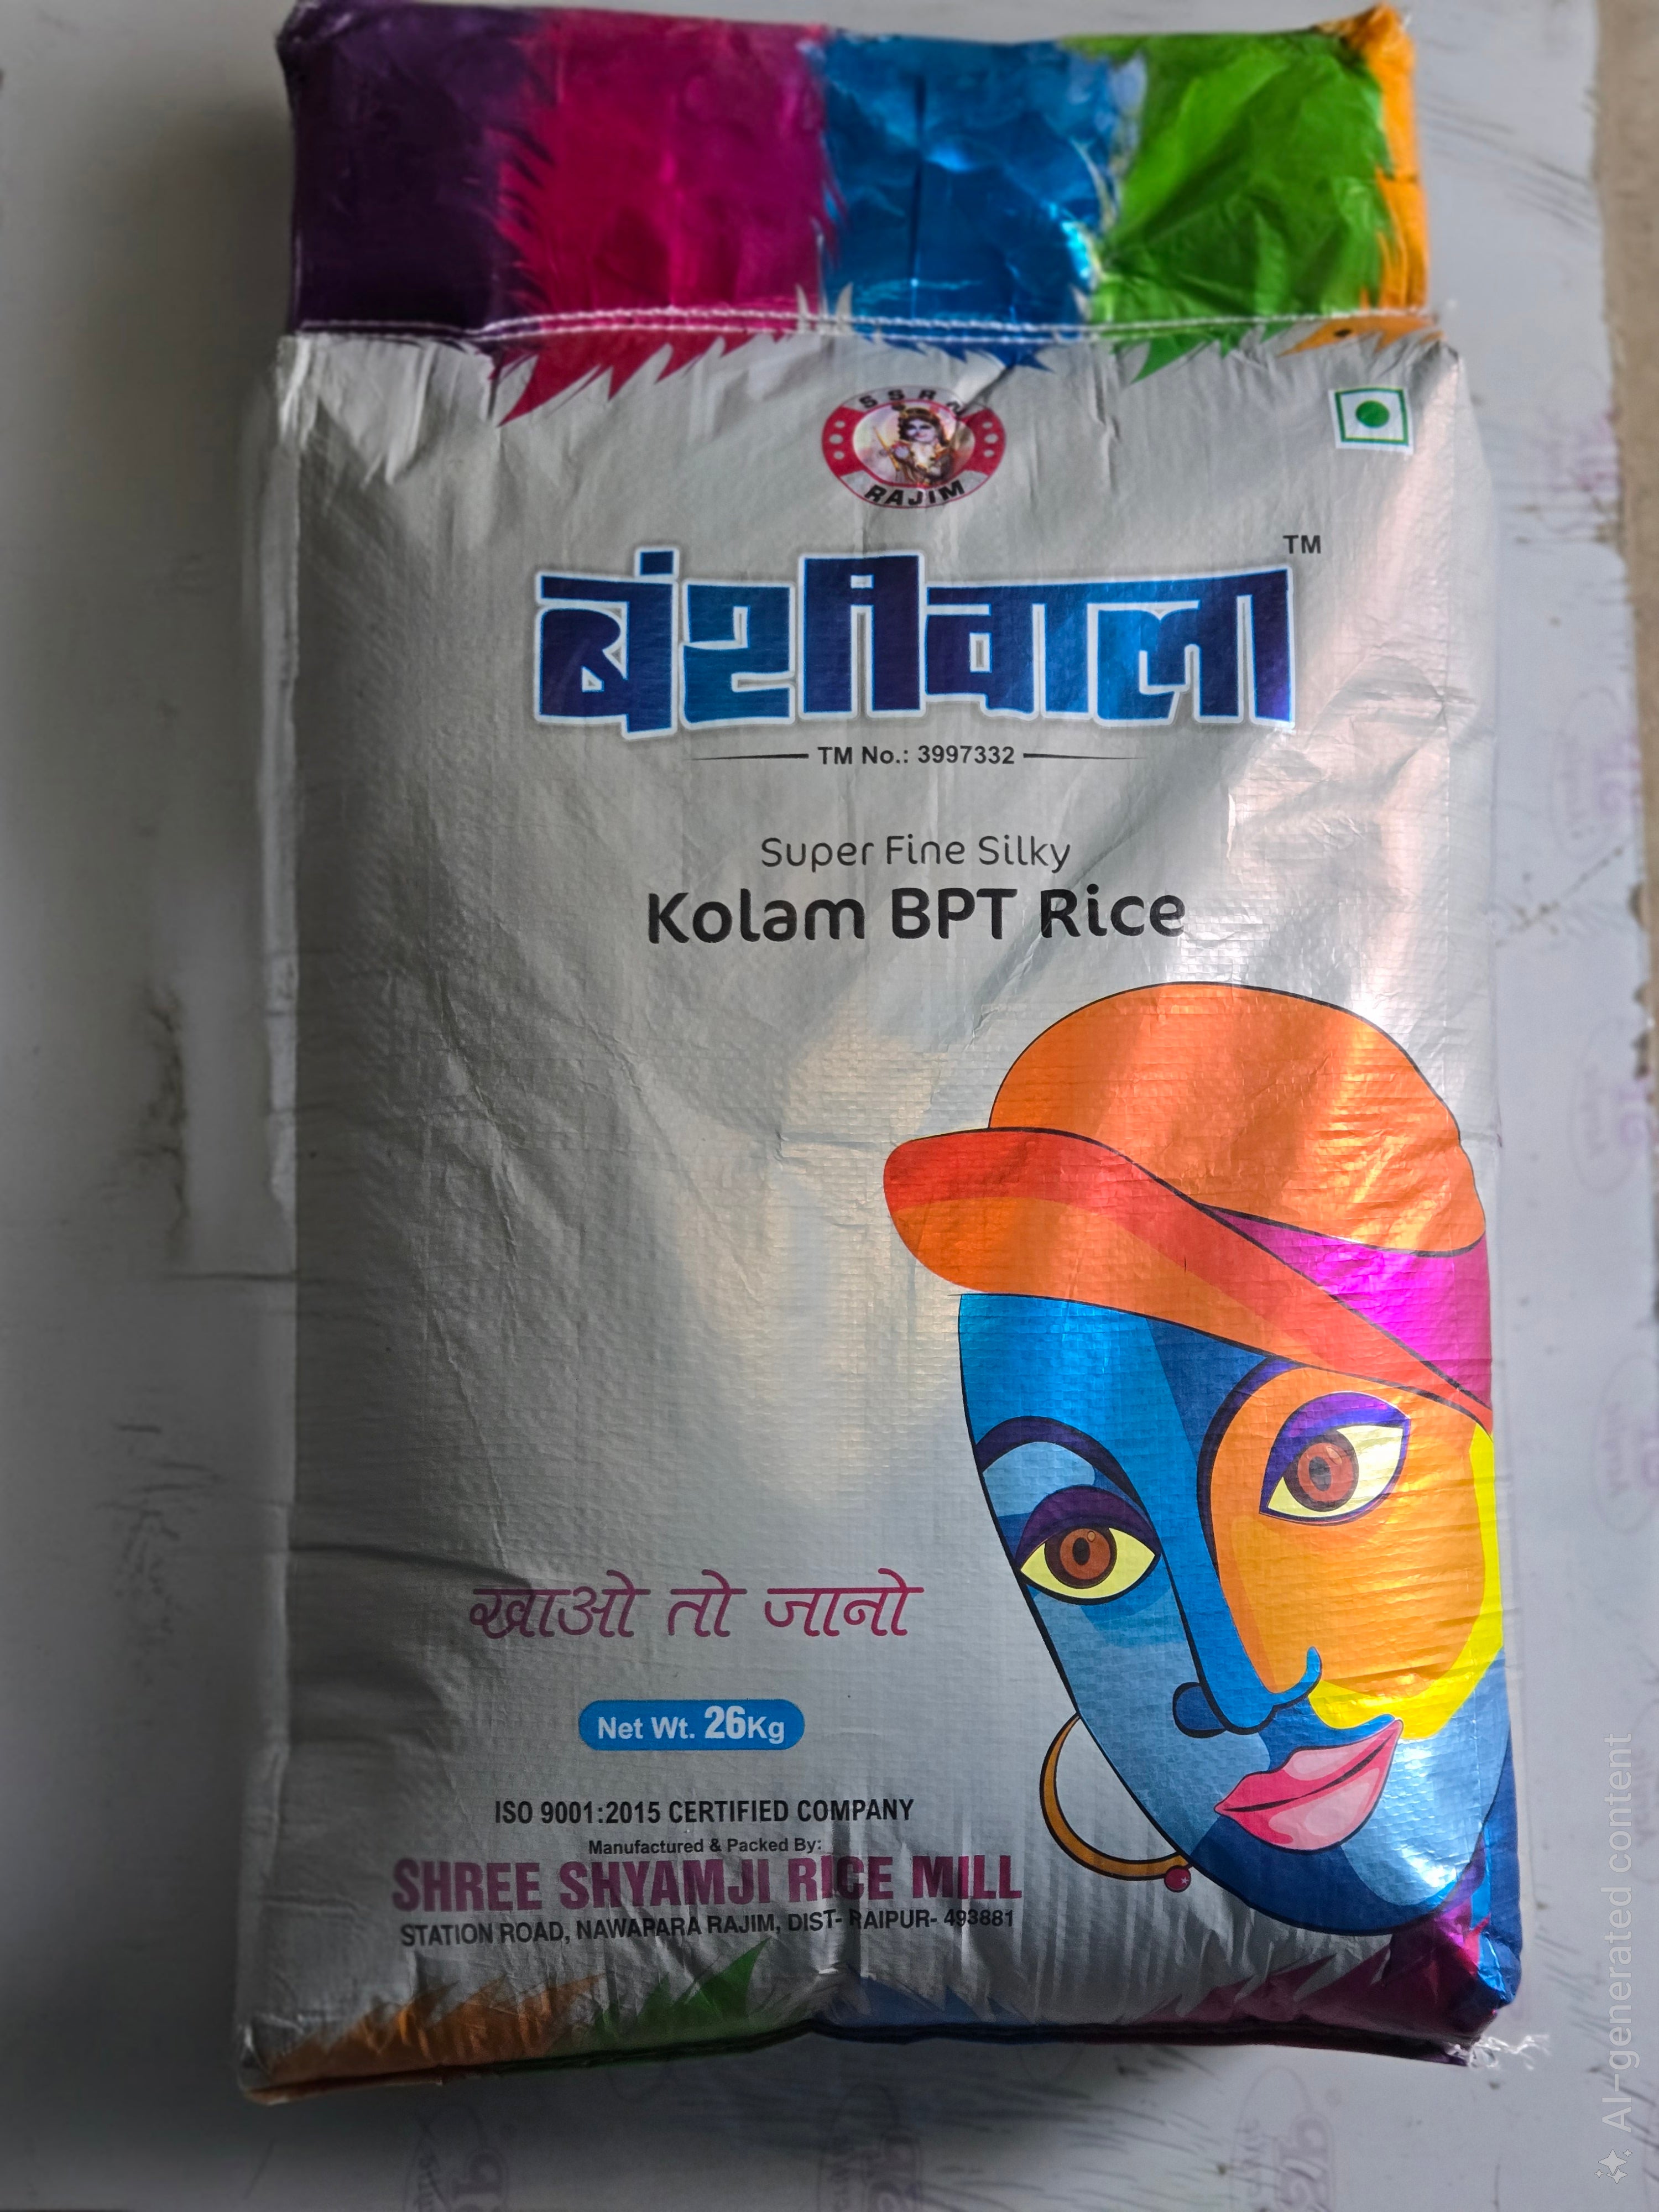 SSRM
RAJIM
TM
बंशीवाला
TM No.: 3997332
Super Fine Silky
Kolam BPT Rice
खाओ तो जानो
Net Wt. 26Kg
ISO 9001:2015 CERTIFIED COMPANY
Manufactured & Packed By:
SHREE SHYAMJI RICE MILL
STATION ROAD, NAWAPARA RAJIM, DIST- RAIPUR- 493881
AI-generated content